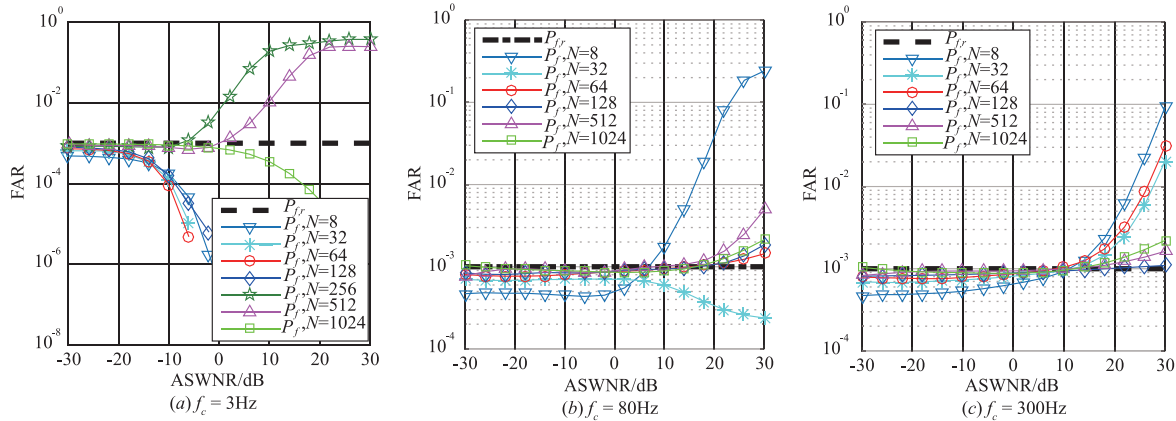 10^0
10^-2
10^-4
10^-6
10^-8
FAR
-30 -20 -10 0 10 20 30
ASWNR/dB
P_{f,r}
P_f,N=8
P_f,N=32
P_f,N=64
P_f,N=128
P_f,N=256
P_f,N=512
P_f,N=1024
(a) f_c = 3Hz
10^0
10^-1
10^-2
10^-3
10^-4
FAR
-30 -20 -10 0 10 20 30
ASWNR/dB
P_{f,r}
P_f,N=8
P_f,N=32
P_f,N=64
P_f,N=128
P_f,N=512
P_f,N=1024
(b) f_c = 80Hz
10^0
10^-1
10^-2
10^-3
10^-4
FAR
-30 -20 -10 0 10 20 30
ASWNR/dB
P_{f,r}
P_f,N=8
P_f,N=32
P_f,N=64
P_f,N=128
P_f,N=512
P_f,N=1024
(c) f_c = 300Hz